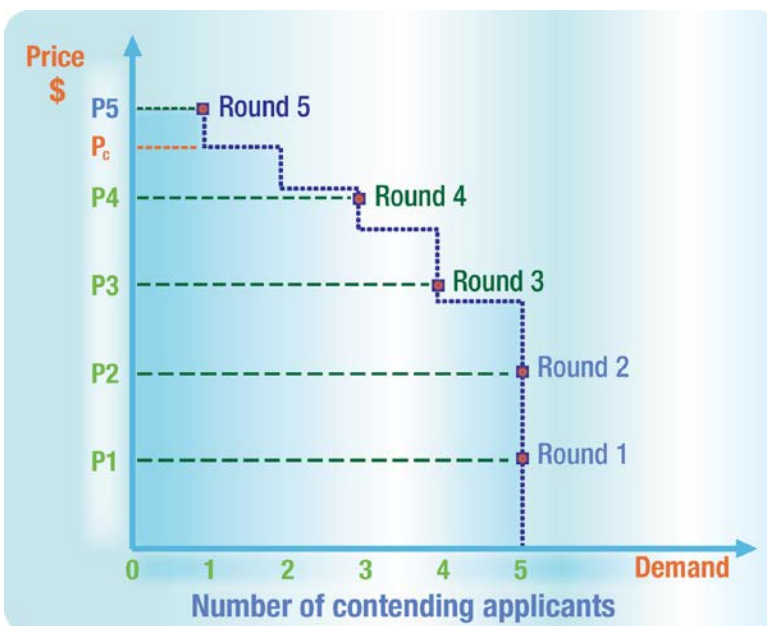 Price
$
P5
Round 5
Pc
P4
Round 4
P3
Round 3
P2
Round 2
P1
Round 1
0 1 2 3 4 5 Demand
Number of contending applicants